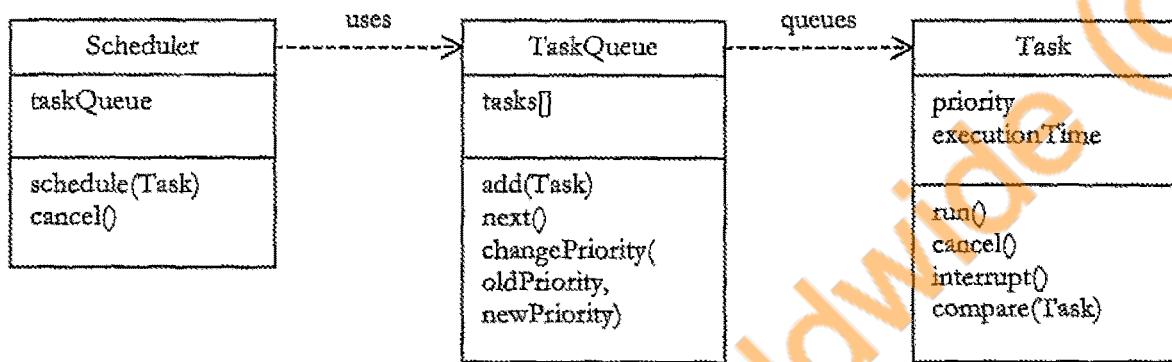 uses
queues
Scheduler
TaskQueue
Task
taskQueue
tasks[]
priority
executionTime
schedule(Task)
cancel()
add(Task)
next()
changePriority(
oldPriority,
newPriority)
run()
cancel()
interrupt()
compare(Task)